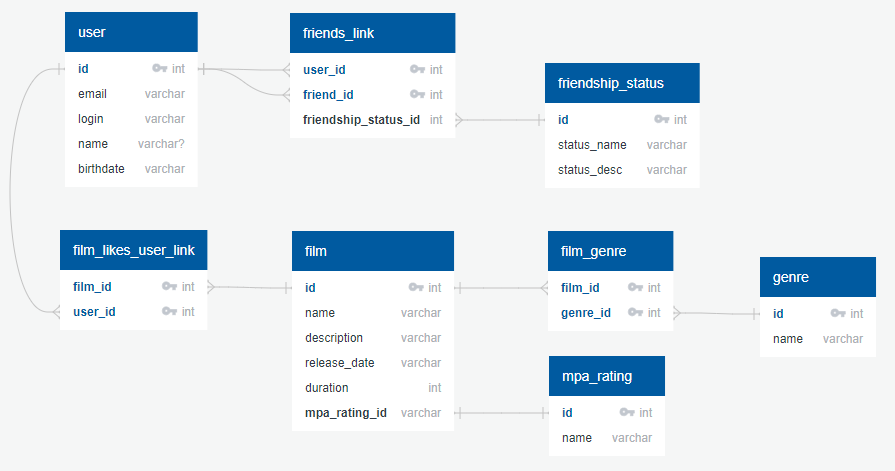 user
id int
email varchar
login varchar
name varchar?
birthdate varchar
friends_link
user_id int
friend_id int
friendship_status_id int
friendship_status
id int
status_name varchar
status_desc varchar
film_likes_user_link
film_id int
user_id int
film
id int
name varchar
description varchar
release_date varchar
duration int
mpa_rating_id varchar
film_genre
film_id int
genre_id int
genre
id int
name varchar
mpa_rating
id int
name varchar